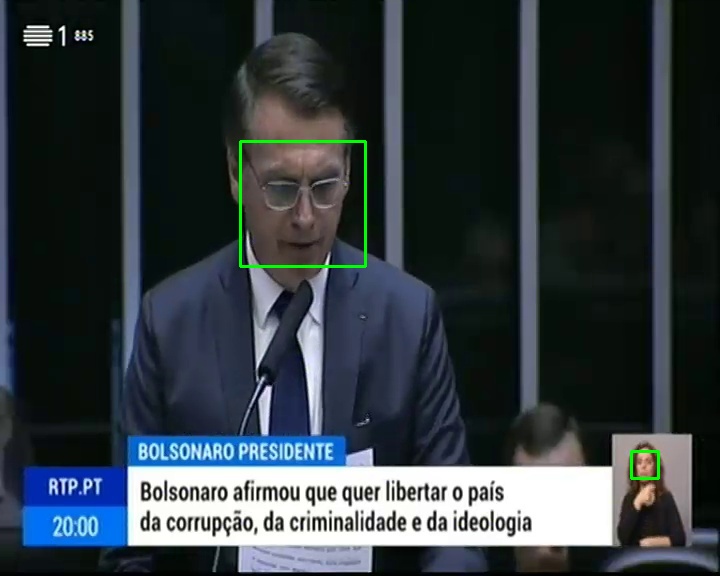 1 885
BOLSONARO PRESIDENTE
RTP.PT
Bolsonaro afirmou que quer libertar o país
20:00
da corrupção, da criminalidade e da ideologia